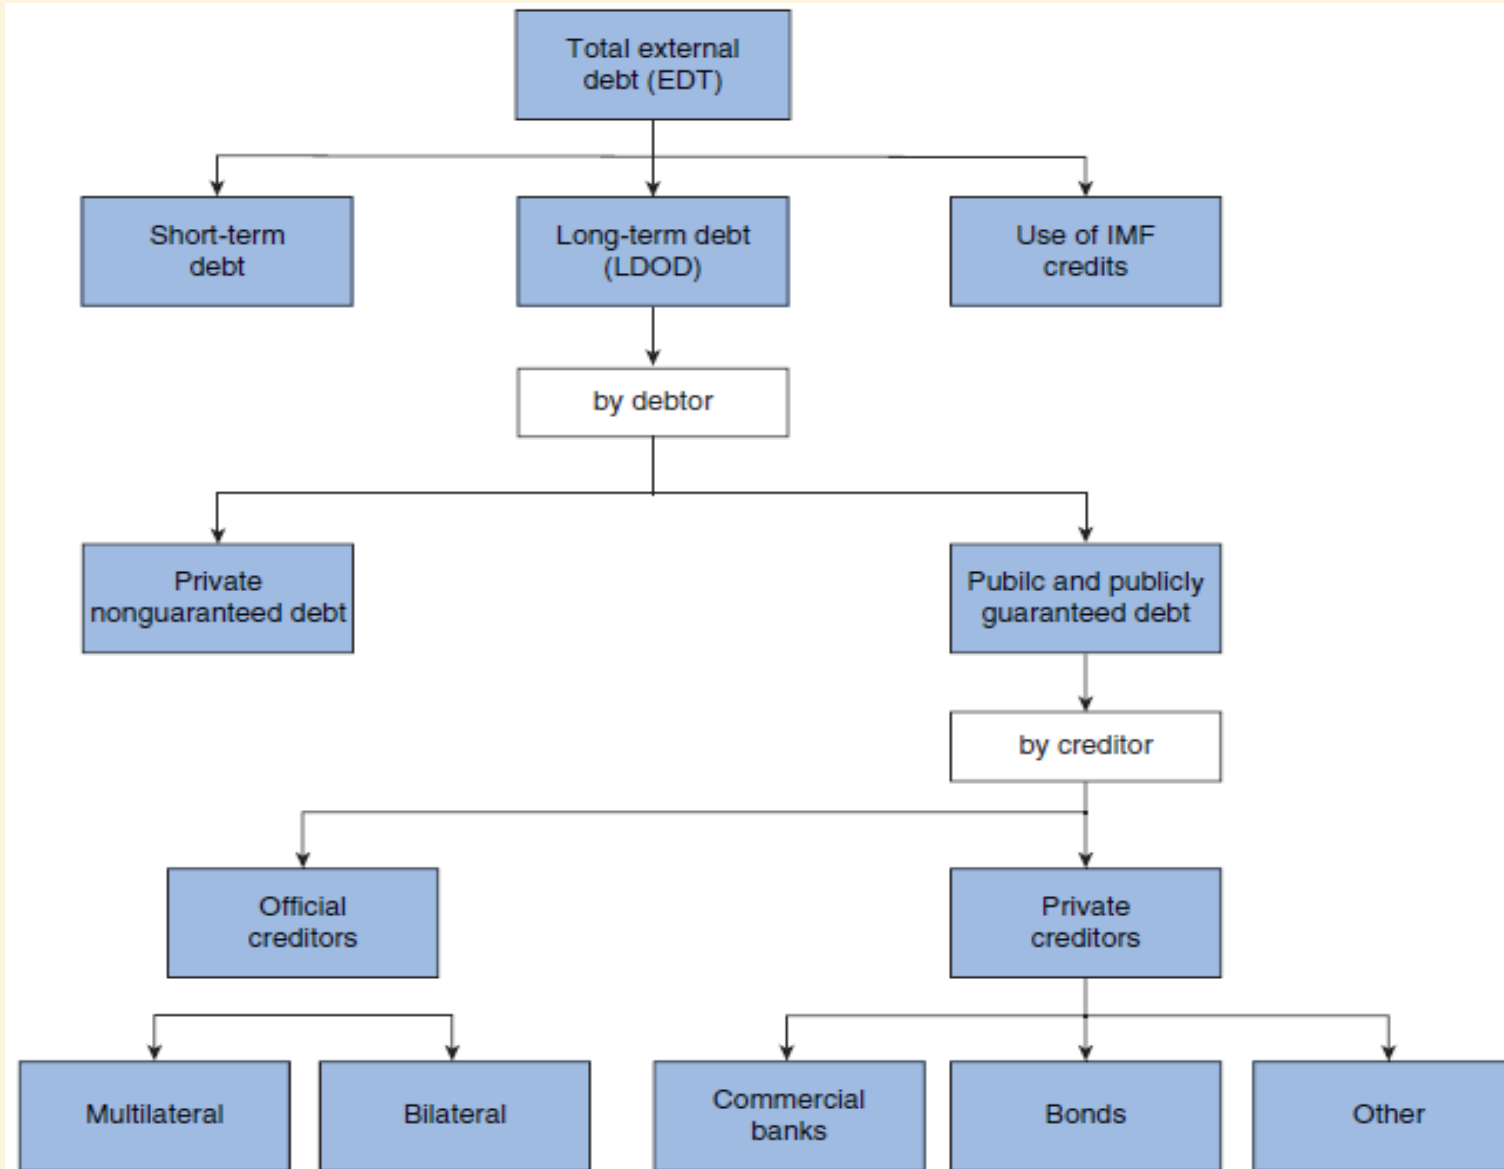 Total external
debt (EDT)
Short-term
debt
Long-term debt
(LDOD)
Use of IMF
credits
by debtor
Private
nonguaranteed debt
Pubilc and publicly
guaranteed debt
by creditor
Official
creditors
Private
creditors
Multilateral
Bilateral
Commercial
banks
Bonds
Other